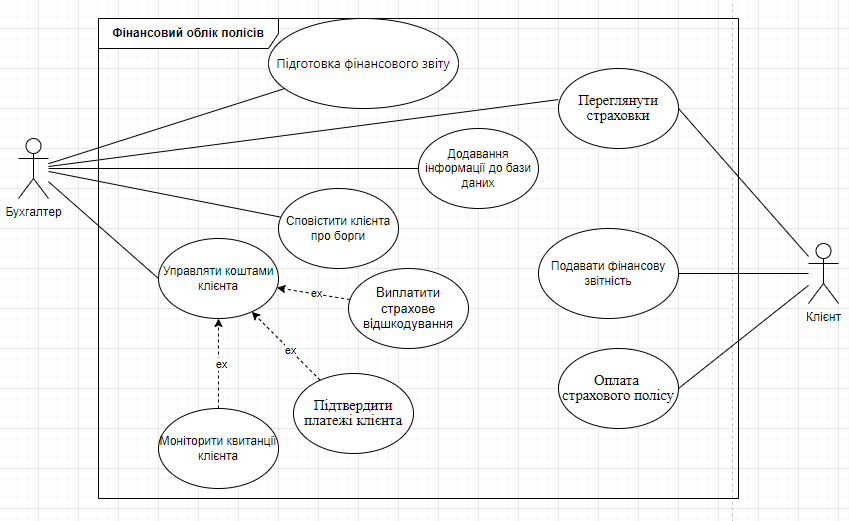 Фінансовий облік полісів
Підготовка фінансового звіту
Переглянути
страховки
Додавання
інформації до бази
даних
Бухгалтер
Сповістити клієнта
про борги
Управляти коштами
клієнта
Подавати фінансову
звітність
ex
Виплатити
страхове
відшкодування
Клієнт
ex
ex
Оплата
страхового полісу
Підтвердити
платежі клієнта
Моніторити квитанції
клієнта